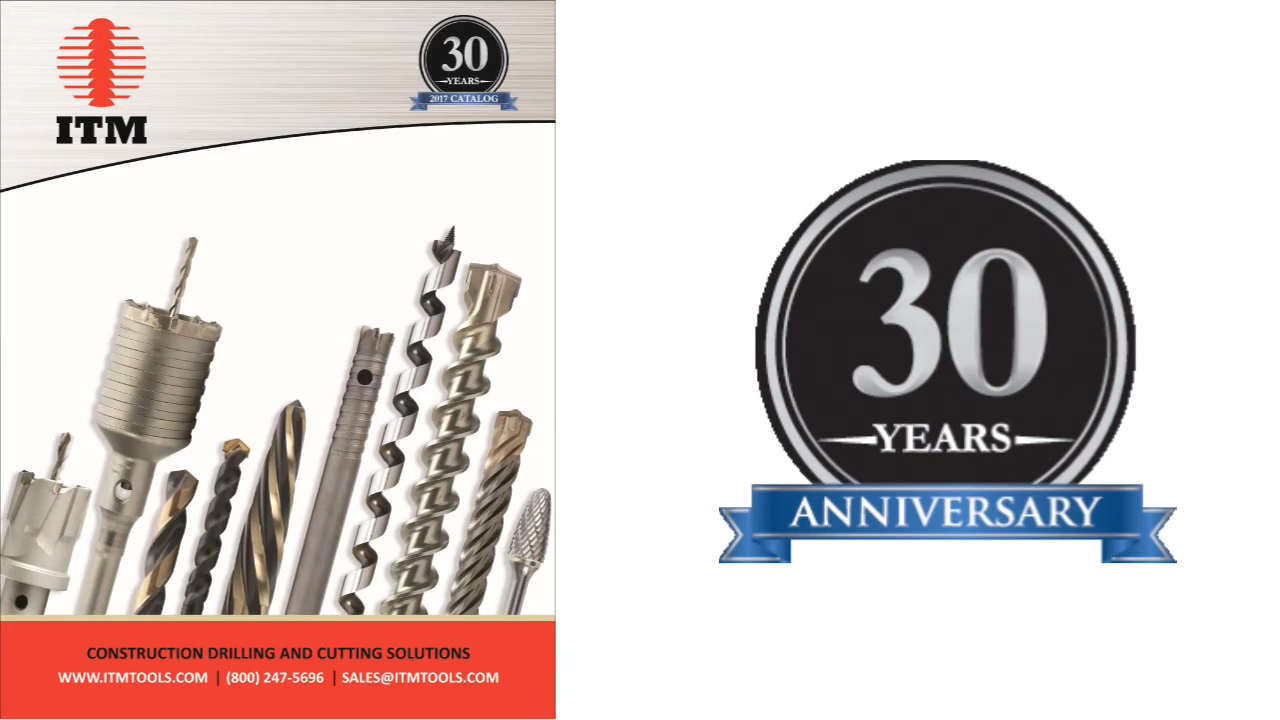 ITM
30
YEARS
2017 CATALOG
CONSTRUCTION DRILLING AND CUTTING SOLUTIONS
WWW.ITMTOOLS.COM | (800) 247-5696 | SALES@ITMTOOLS.COM
30
YEARS
ANNIVERSARY